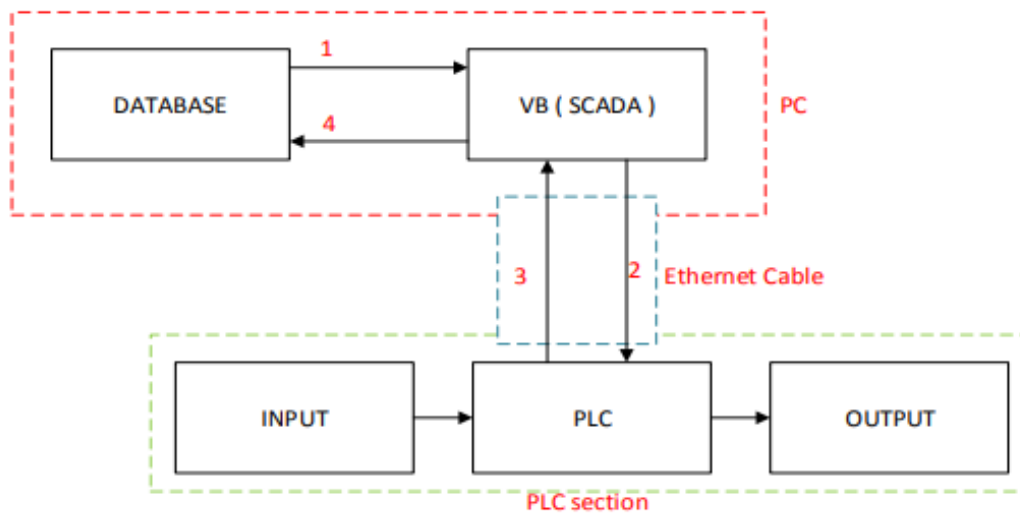 1
DATABASE
VB ( SCADA )
PC
4
3
2
Ethernet Cable
INPUT
PLC
OUTPUT
PLC section